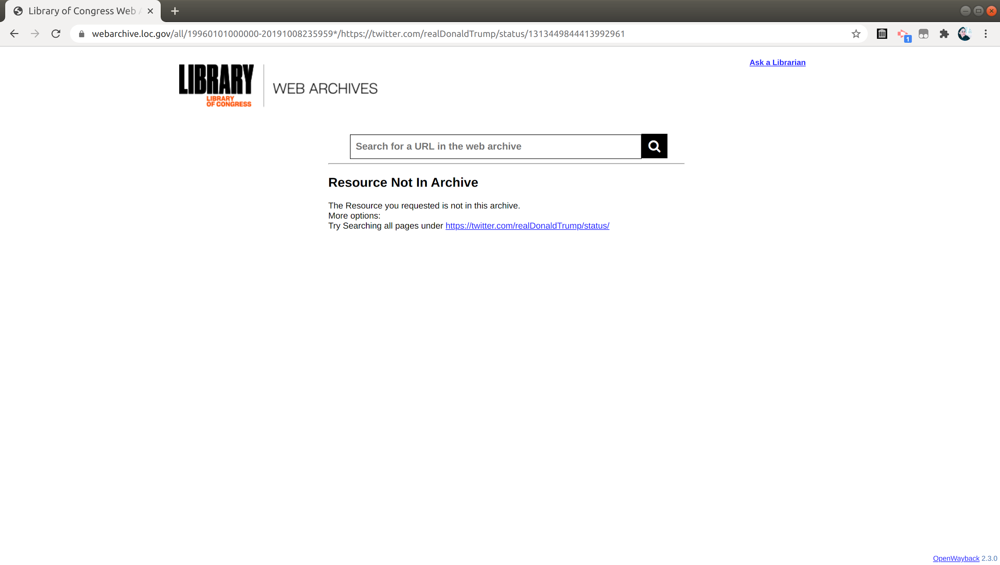 Library of Congress Web
webarchive.loc.gov/all/19960101000000-20191008235959*/https://twitter.com/realDonaldTrump/status/1313449844413992961
1
Ask a Librarian
LIBRARY
LIBRARY
OF CONGRESS
WEB ARCHIVES
Search for a URL in the web archive
Resource Not In Archive
The Resource you requested is not in this archive.
More options:
Try Searching all pages under https://twitter.com/realDonaldTrump/status/
OpenWayback 2.3.0